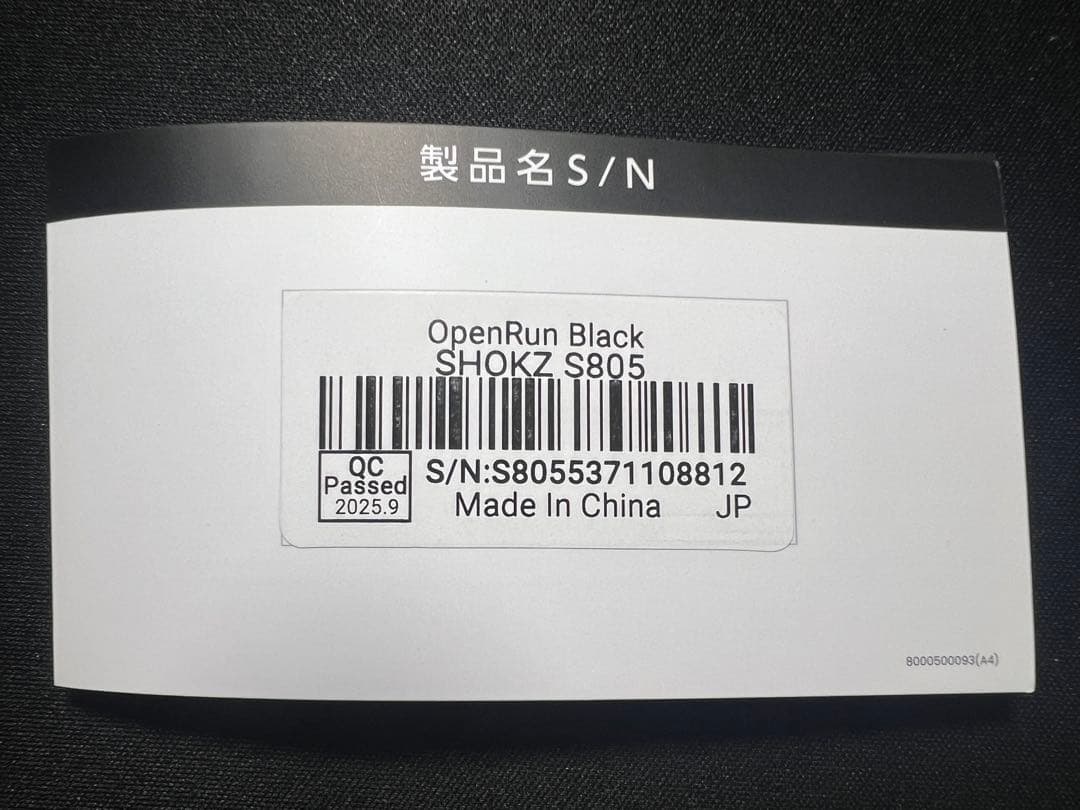 製品名S/N
OpenRun Black
SHOKZ S805
QC
Passed
2025.9
S/N:S8055371108812
Made In China JP
8000500093(A4)